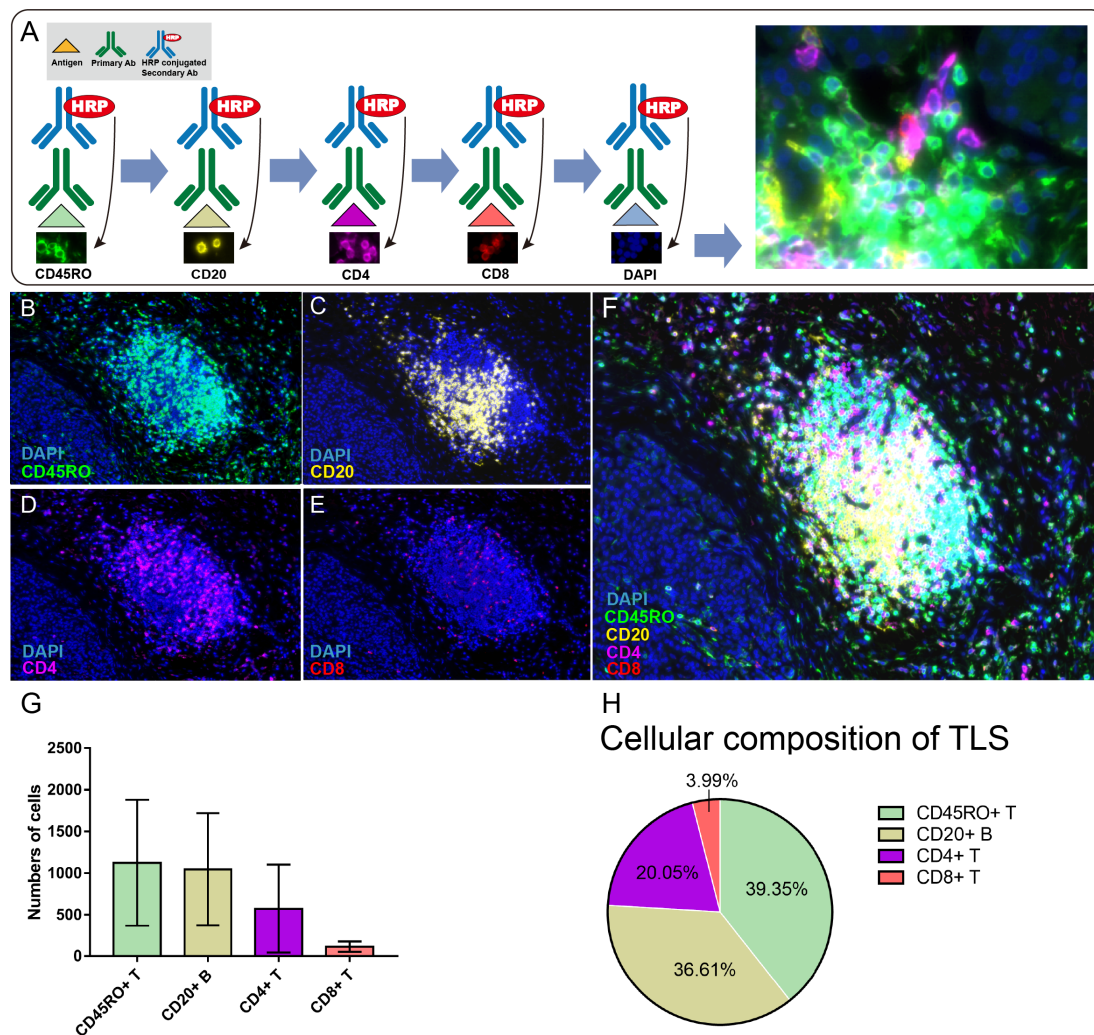 A
Antigen
Primary Ab
HRP
HRP conjugated
Secondary Ab
HRP
HRP
HRP
HRP
HRP
CD45RO
CD20
CD4
CD8
DAPI
B
DAPI
CD45RO
C
DAPI
CD20
D
DAPI
CD4
E
DAPI
CD8
F
DAPI
CD45RO
CD20
CD4
CD8
G
Numbers of cells
2500
2000
1500
1000
500
0
CD45RO+ T
CD20+ B
CD4+ T
CD8+ T
H
Cellular composition of TLS
3.99%
20.05%
39.35%
36.61%
CD45RO+ T
CD20+ B
CD4+ T
CD8+ T